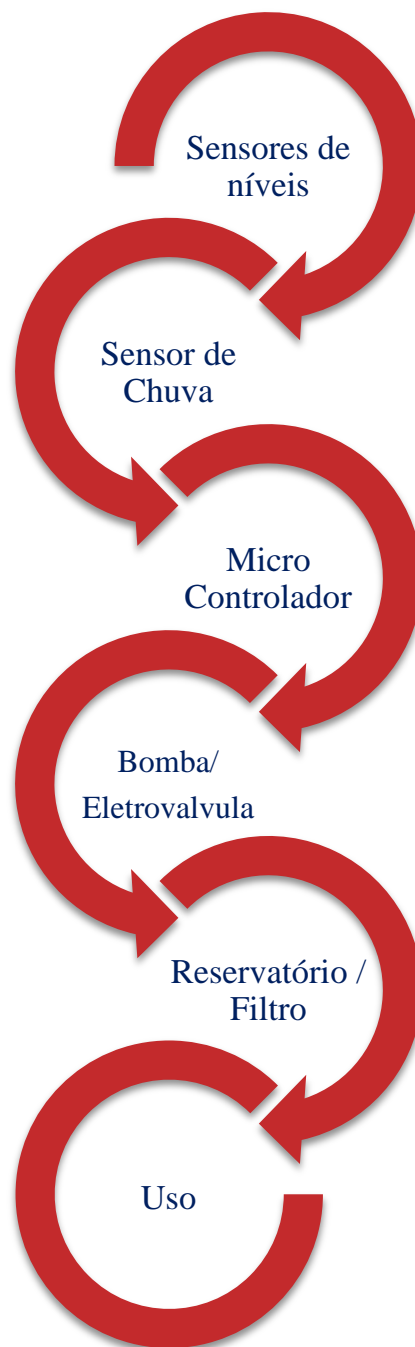 Sensores de
níveis
Sensor de
Chuva
Micro
Controlador
Bomba/
Eletrovalvula
Reservatório /
Filtro
Uso